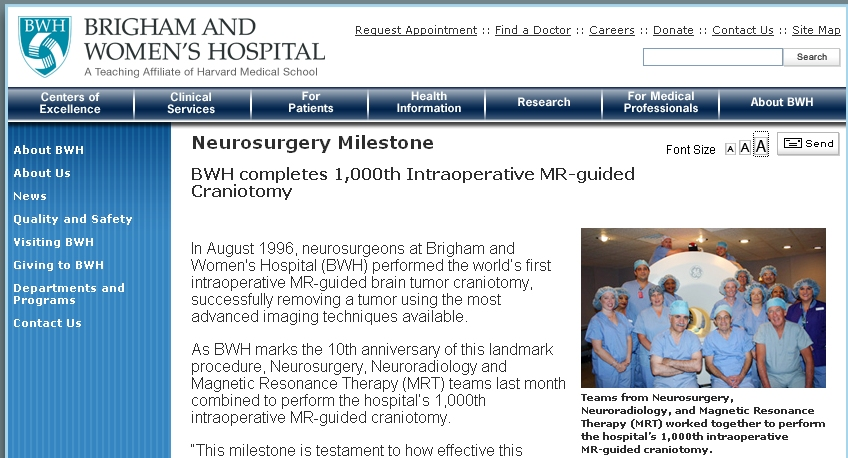 BWH
BRIGHAM AND
WOMEN'S HOSPITAL
A Teaching Affiliate of Harvard Medical School
Request Appointment :: Find a Doctor :: Careers :: Donate :: Contact Us :: Site Map
Search
Centers of
Excellence
Clinical
Services
For
Patients
Health
Information
Research
For Medical
Professionals
About BWH
About BWH
About Us
News
Quality and Safety
Visiting BWH
Giving to BWH
Departments and
Programs
Contact Us
Neurosurgery Milestone
Font Size A A A
Send
BWH completes 1,000th Intraoperative MR-guided
Craniotomy
In August 1996, neurosurgeons at Brigham and
Women's Hospital (BWH) performed the world's first
intraoperative MR-guided brain tumor craniotomy,
successfully removing a tumor using the most
advanced imaging techniques available.
As BWH marks the 10th anniversary of this landmark
procedure, Neurosurgery, Neuroradiology and
Magnetic Resonance Therapy (MRT) teams last month
combined to perform the hospital's 1,000th
intraoperative MR-guided craniotomy.
"This milestone is testament to how effective this
Teams from Neurosurgery,
Neuroradiology, and Magnetic Resonance
Therapy (MRT) worked together to perform
the hospital's 1,000th intraoperative
MR-guided craniotomy.